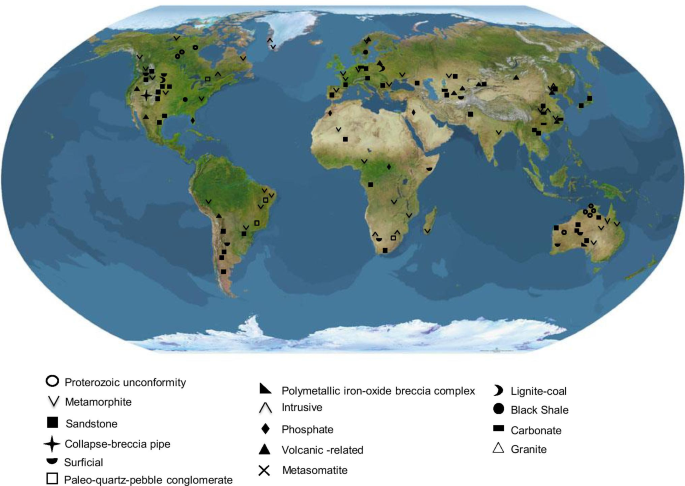 Proterozoic unconformity
Metamorphite
Sandstone
Collapse-breccia pipe
Surficial
Paleo-quartz-pebble conglomerate
Polymetallic iron-oxide breccia complex
Intrusive
Phosphate
Volcanic -related
Metasomatite
Lignite-coal
Black Shale
Carbonate
Granite